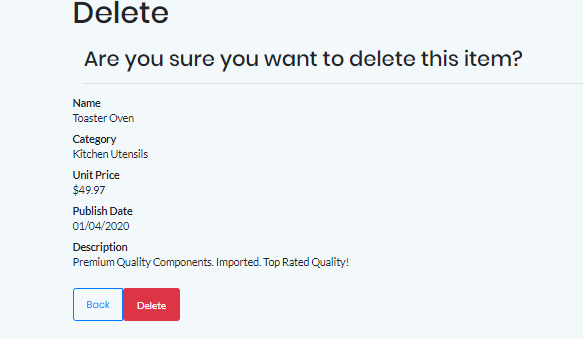 Delete
Are you sure you want to delete this item?
Name
Toaster Oven
Category
Kitchen Utensils
Unit Price
$49.97
Publish Date
01/04/2020
Description
Premium Quality Components. Imported. Top Rated Quality!
Back Delete